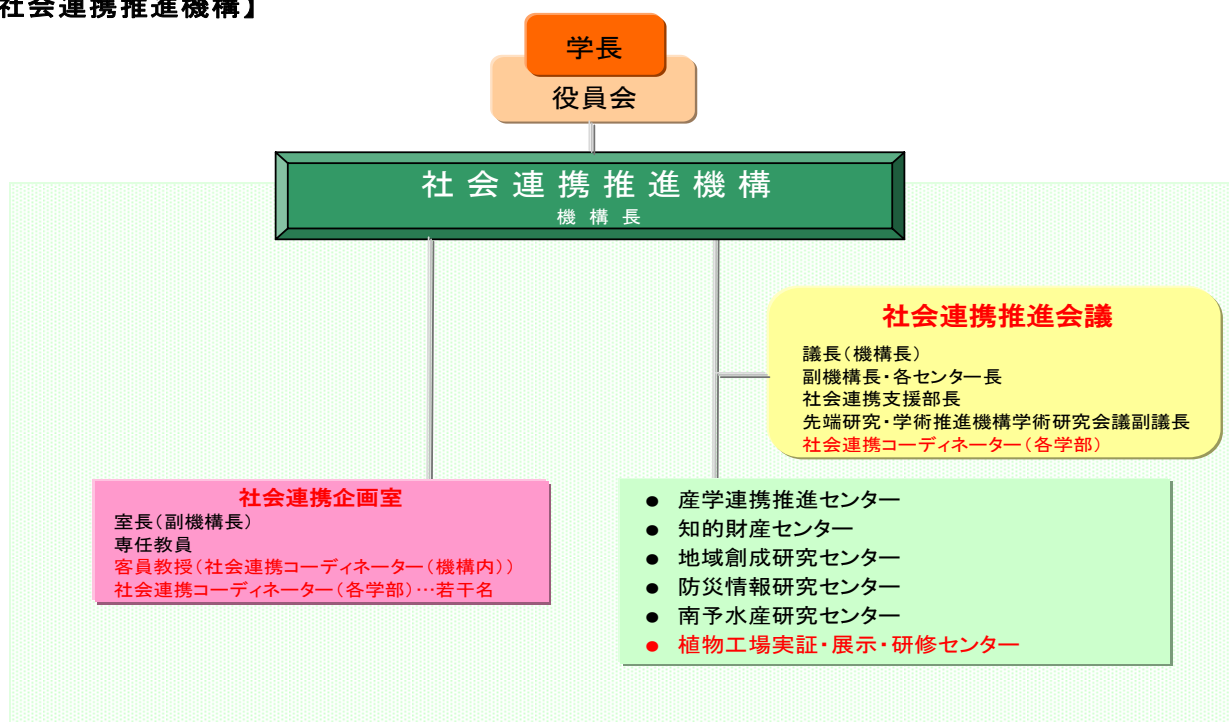 社会連携推進機構】
学長
役員会
社会連携推進機構
機構長
社会連携推進会議
議長(機構長)
副機構長・各センター長
社会連携支援部長
先端研究・学術推進機構学術研究会議副議長
社会連携コーディネーター(各学部)
社会連携企画室
室長(副機構長)
専任教員
客員教授(社会連携コーディネーター(機構内))
社会連携コーディネーター(各学部)…若干名
● 産学連携推進センター
● 知的財産センター
● 地域創成研究センター
● 防災情報研究センター
● 南予水産研究センター
● 植物工場実証・展示・研修センター